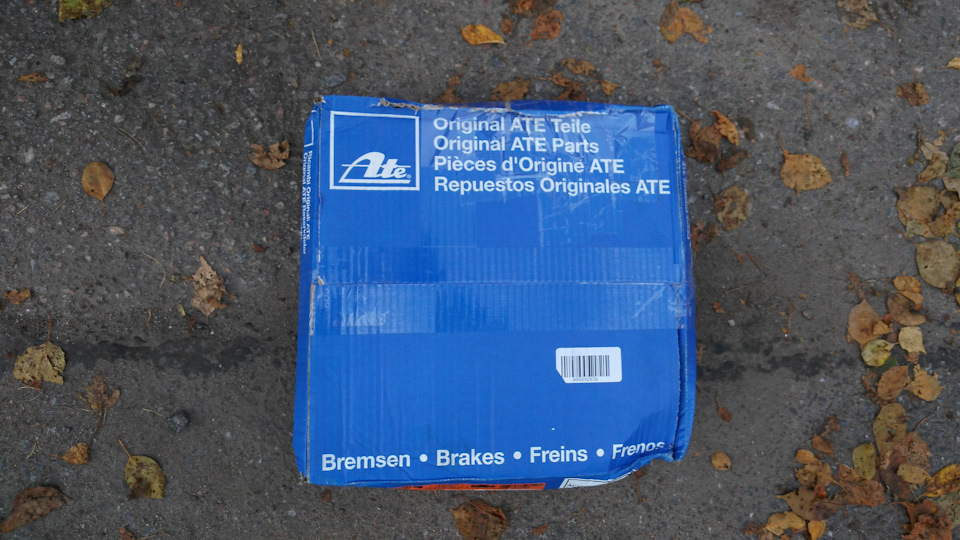 Ate
Original ATE Teile
Original ATE Parts
Pièces d'Origine ATE
Repuestos Originales ATE
Bremsen • Brakes • Freins • Frenos